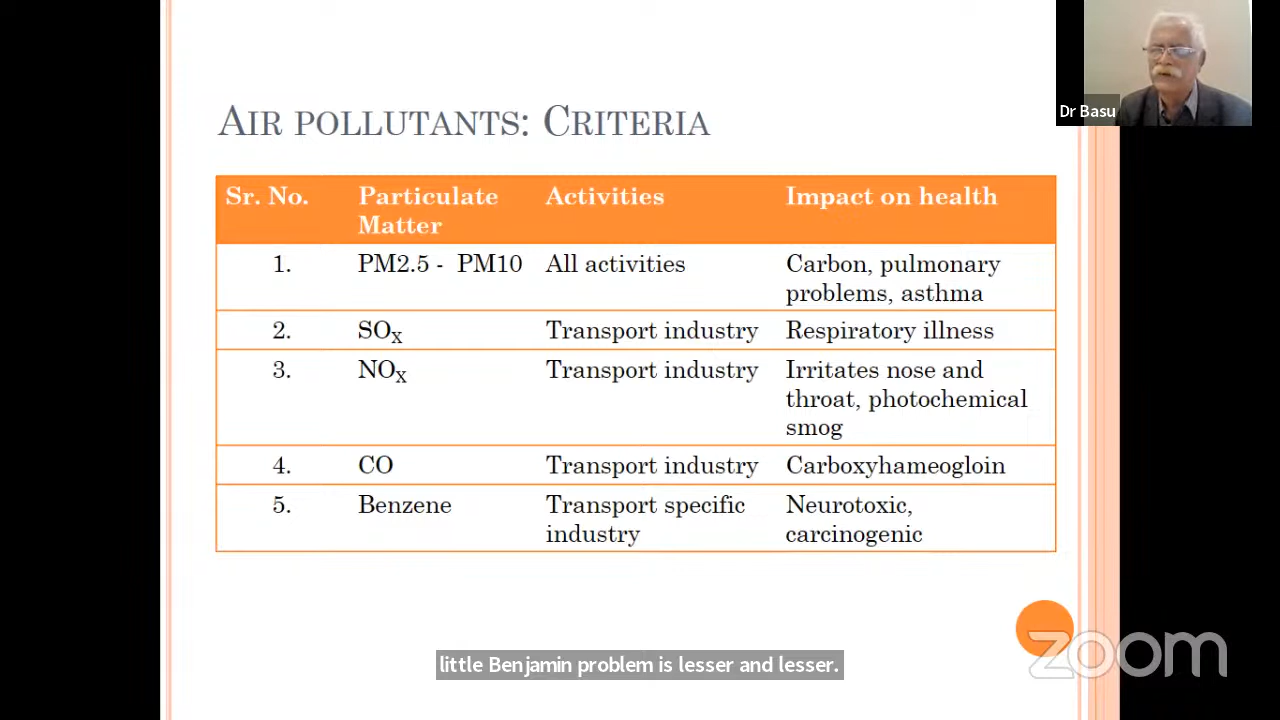 AIR POLLUTANTS: CRITERIA
Dr Basu
Sr. No. Particulate Matter Activities Impact on health
1. PM2.5 - PM10 All activities Carbon, pulmonary problems, asthma
2. SOX Transport industry Respiratory illness
3. NOX Transport industry Irritates nose and throat, photochemical smog
4. CO Transport industry Carboxyhameogloin
5. Benzene Transport specific industry Neurotoxic, carcinogenic
little Benjamin problem is lesser and lesser.
zoom